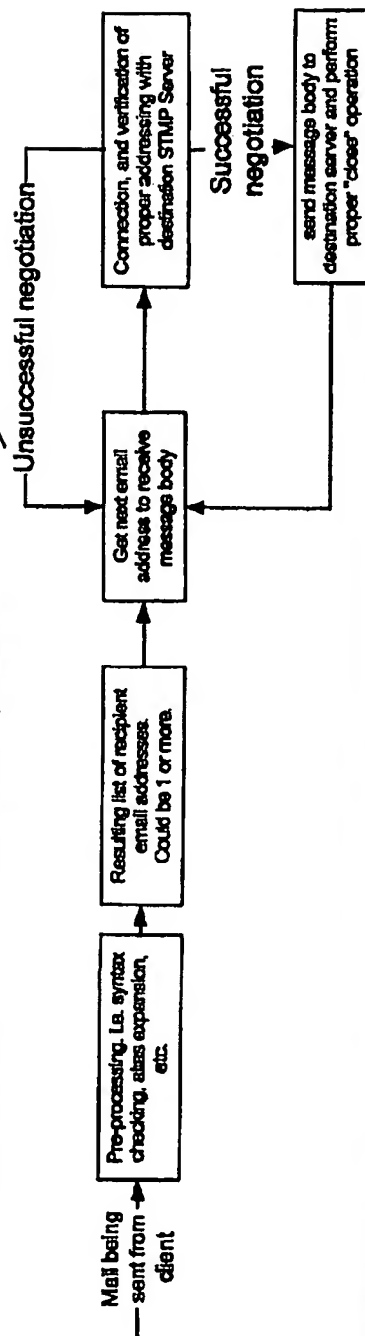 Mail being
sent from
client
Pre-processing. i.e. syntax
checking, alias expansion,
etc.
Resulting list of recipient
email addresses.
Could be 1 or more.
Get next email
address to receive
message body
Unsuccessful negotiation
Connection, and verification of
proper addressing with
destination STMP Server
Successful
negotiation
send message body to
destination server and perform
proper "close" operation